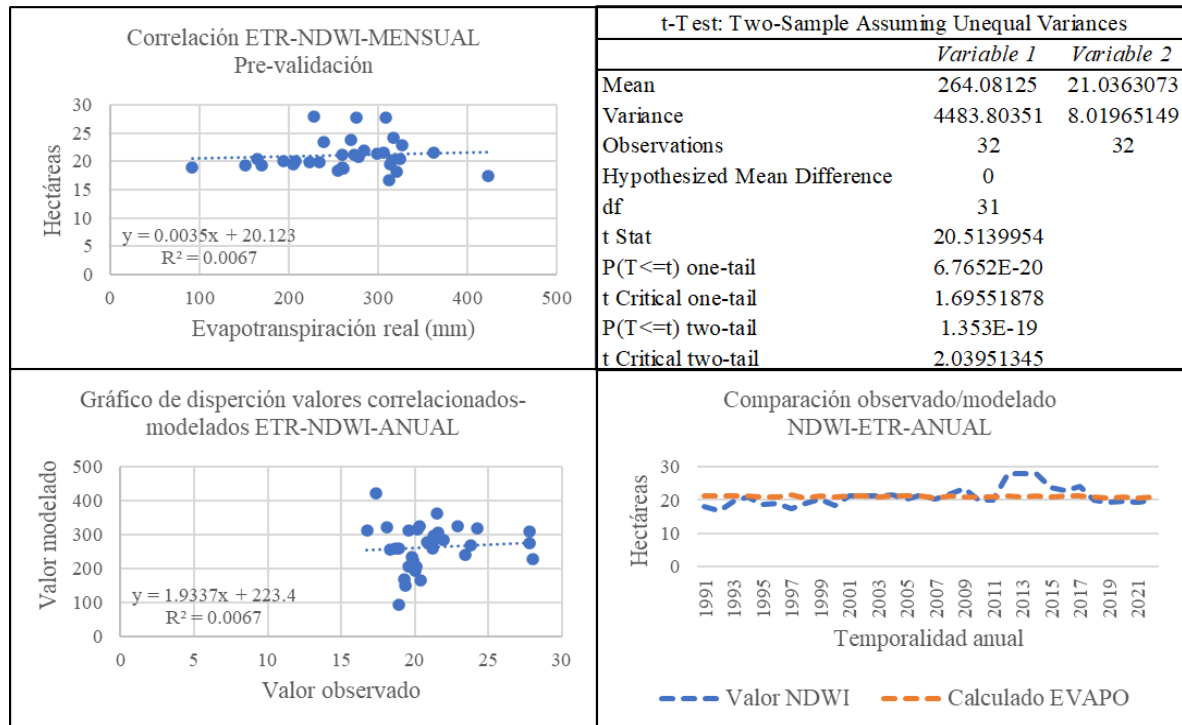 Correlación ETR-NDWI-MENSUAL
Pre-validación
Hectáreas
30
25
20
15
10
5
0
y = 0.0035x + 20.123
R² = 0.0067
0 100 200 300 400 500
Evapotranspiración real (mm)
t-Test: Two-Sample Assuming Unequal Variances
Variable 1 Variable 2
Mean 264.08125 21.0363073
Variance 4483.80351 8.01965149
Observations 32 32
Hypothesized Mean Difference 0
df 31
t Stat 20.5139954
P(T<=t) one-tail 6.7652E-20
t Critical one-tail 1.69551878
P(T<=t) two-tail 1.353E-19
t Critical two-tail 2.03951345
Gráfico de disperción valores correlacionados-
modelados ETR-NDWI-ANUAL
Valor modelado
500
400
300
200
100
0
y = 1.9337x + 223.4
R² = 0.0067
0 5 10 15 20 25 30
Valor observado
Comparación observado/modelado
NDWI-ETR-ANUAL
Hectáreas
30
20
10
0
1991 1993 1995 1997 1999 2001 2003 2005 2007 2009 2011 2013 2015 2017 2019 2021
Temporalidad anual
Valor NDWI Calculado EVAPO